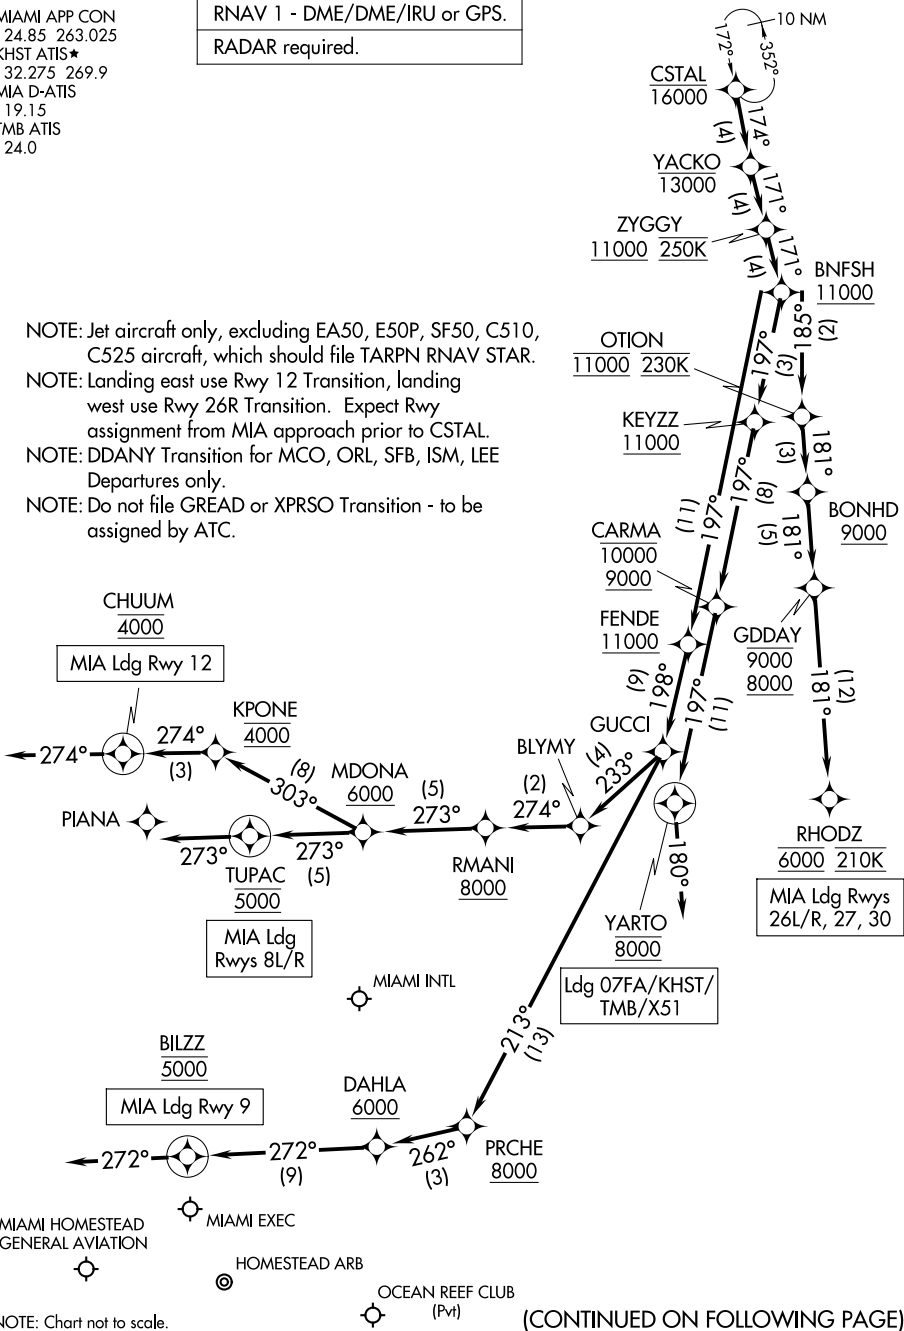 MIAMI APP CON
24.85 263.025
KHST ATIS★
32.275 269.9
MIA D-ATIS
19.15
TMB ATIS
24.0
RNAV 1 - DME/DME/IRU or GPS.
RADAR required.
10 NM
172°
352°
CSTAL
16000
174°
(4)
YACKO
13000
171°
(4)
ZYGGY
11000 250K
171°
(4)
BNFSH
11000
NOTE: Jet aircraft only, excluding EA50, E50P, SF50, C510,
C525 aircraft, which should file TARPN RNAV STAR.
NOTE: Landing east use Rwy 12 Transition, landing
west use Rwy 26R Transition. Expect Rwy
assignment from MIA approach prior to CSTAL.
NOTE: DDANY Transition for MCO, ORL, SFB, ISM, LEE
Departures only.
NOTE: Do not file GREAD or XPRSO Transition - to be
assigned by ATC.
185°
(2)
197°
(3)
OTION
11000 230K
KEYZZ
11000
181°
(3)
197°
(8)
197°
(11)
BONHD
9000
181°
(5)
CARMA
10000
9000
FENDE
11000
GDDAY
9000
8000
181°
(12)
198°
(9)
197°
(11)
CHUUM
4000
MIA Ldg Rwy 12
KPONE
4000
274°
274°
(3)
303°
(8)
MDONA
6000
273°
(5)
BLYMY
274°
(2)
GUCCI
233°
(4)
PIANA
273°
TUPAC
5000
273°
(5)
MIA Ldg
Rwys 8L/R
RMANI
8000
180°
YARTO
8000
Ldg 07FA/KHST/
TMB/X51
RHODZ
6000 210K
MIA Ldg Rwys
26L/R, 27, 30
MIAMI INTL
213°
(13)
BILZZ
5000
MIA Ldg Rwy 9
DAHLA
6000
272°
272°
(9)
262°
(3)
PRCHE
8000
MIAMI EXEC
MIAMI HOMESTEAD
GENERAL AVIATION
HOMESTEAD ARB
OCEAN REEF CLUB
(Pvt)
NOTE: Chart not to scale.
(CONTINUED ON FOLLOWING PAGE)